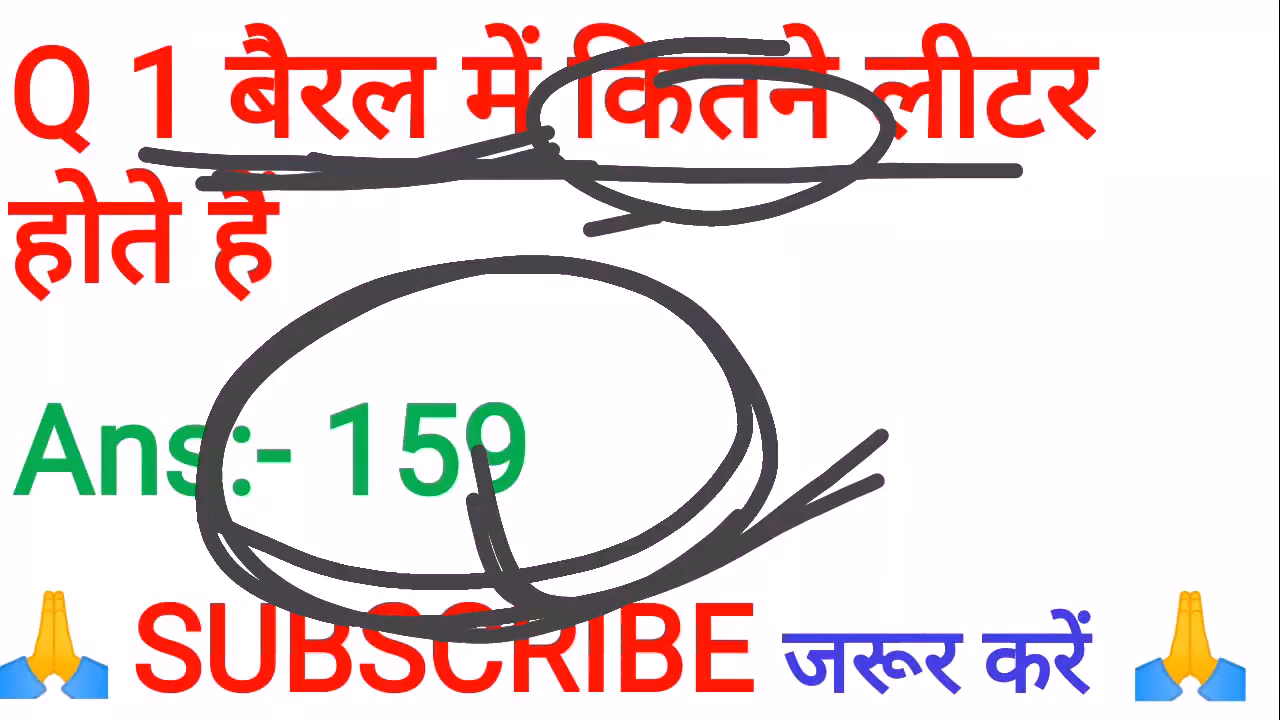 Q 1 बैरल में कितने लीटर
होते हैं
Ans:- 159
SUBSCRIBE जरूर करें